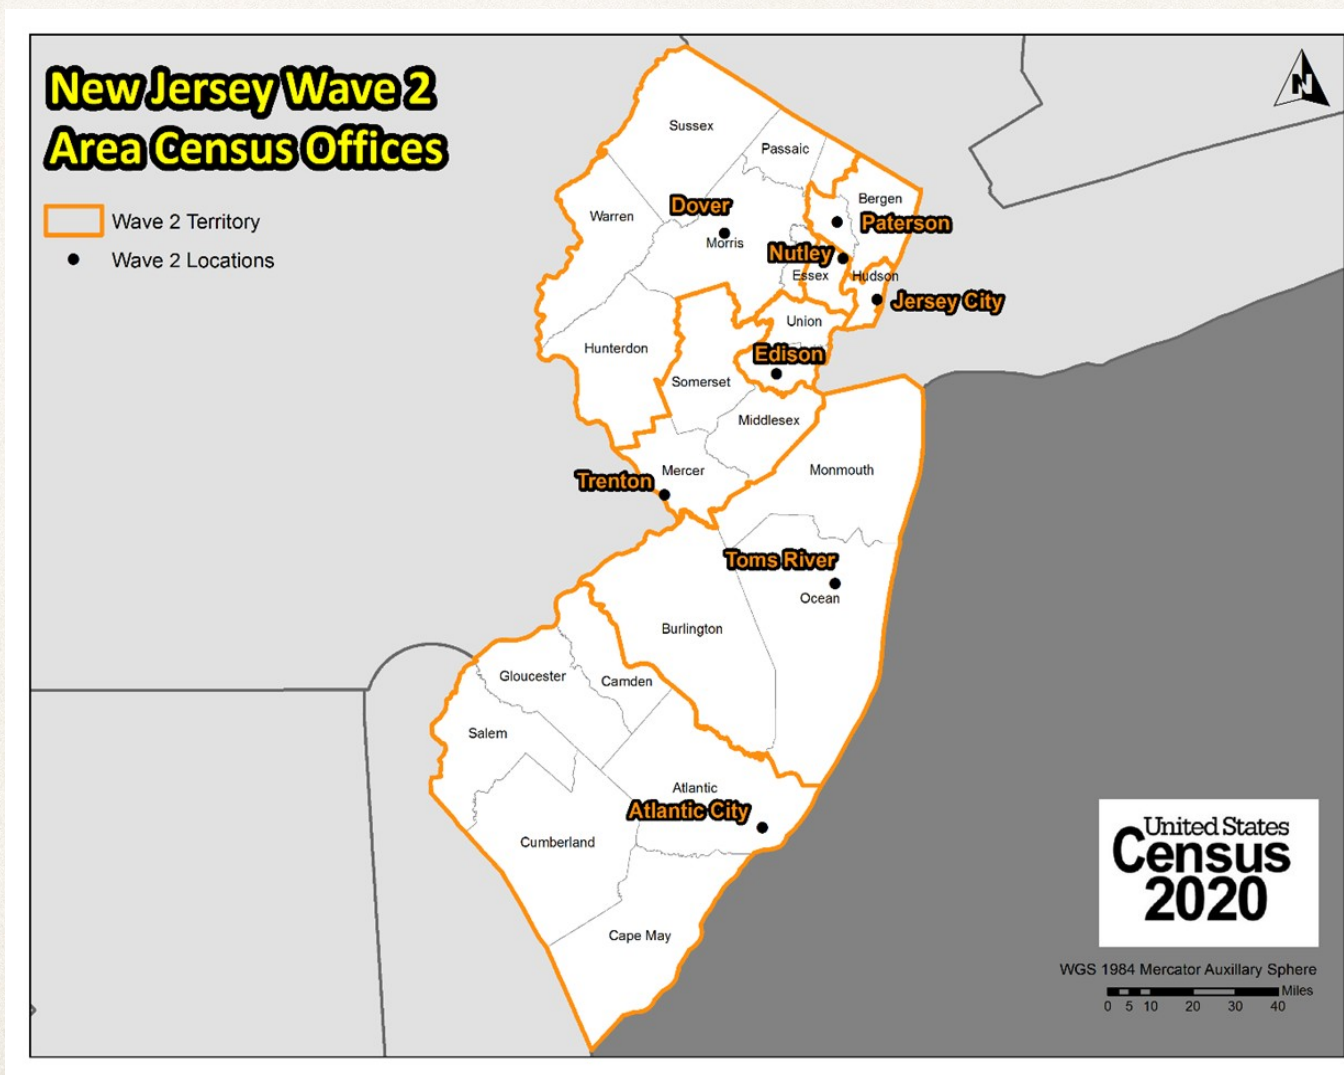 New Jersey Wave 2
Area Census Offices
Wave 2 Territory
Wave 2 Locations
N
Sussex
Passaic
Bergen
Paterson
Warren
Dover
Morris
Nutley
Essex
Hudson
Jersey City
Union
Hunterdon
Edison
Somerset
Middlesex
Mercer
Monmouth
Trenton
Toms River
Ocean
Burlington
Gloucester
Camden
Salem
Atlantic
Atlantic City
Cumberland
Cape May
United States
Census
2020
WGS 1984 Mercator Auxillary Sphere
Miles
0 5 10 20 30 40